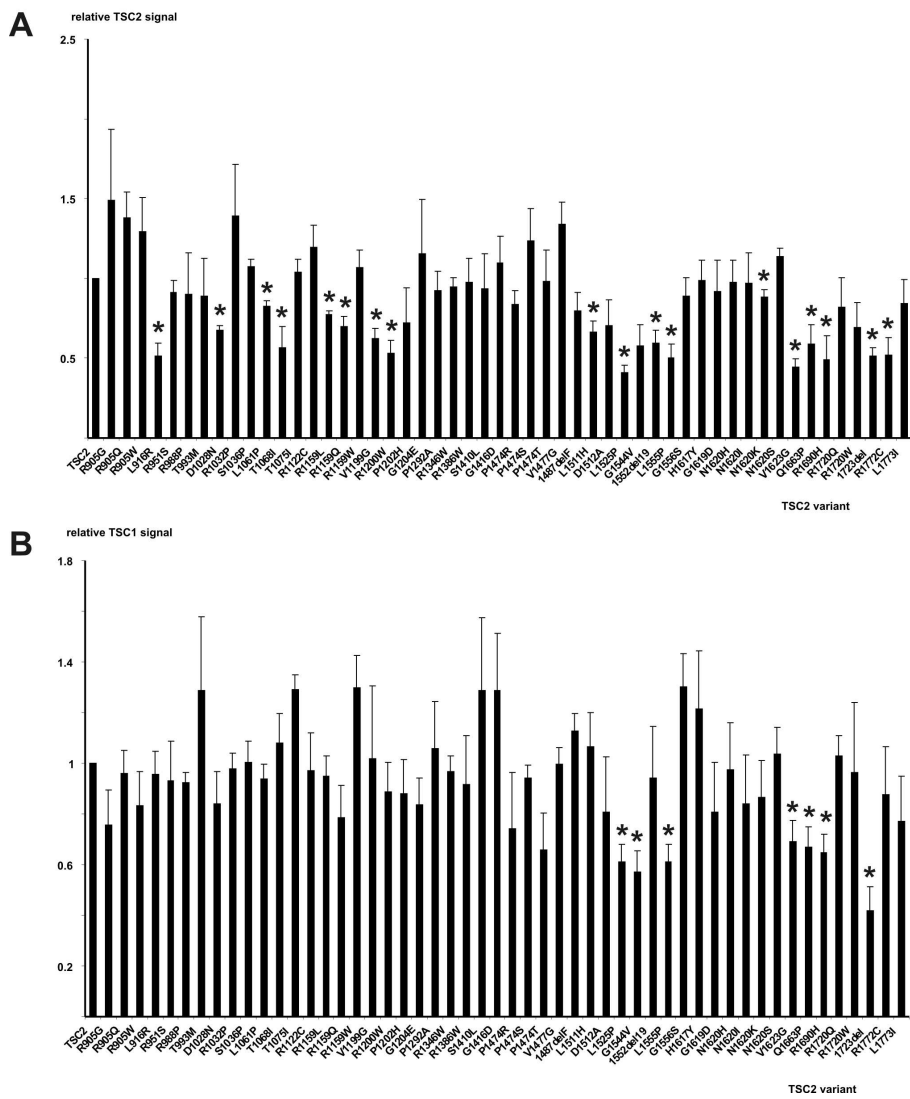 A
relative TSC2 signal
2.5
1.5
0.5
TSC2
R905G
R905Q
R905W
L916R
R951S
R988P
T993M
D1028N
R1032P
S1036P
L1061P
T1068I
T1075I
R1122C
R1159L
R1159Q
R1159W
V1199G
R1200W
P1202H
G1204E
P1292A
R1346W
R1386W
S1410L
G1416D
P1474R
P1474S
P1474T
V1477G
1487delF
L1511H
D1512A
L1525P
G1544V
1552del19
L1555P
G1556S
H1617Y
G1619D
N1620H
N1620I
N1620K
N1620S
V1623G
Q1663P
R1690H
R1720Q
R1720W
1723del
R1772C
L1773I
TSC2 variant
B
relative TSC1 signal
1.8
1.4
1
0.6
0.2
TSC2
R905G
R905Q
R905W
L916R
R951S
R988P
T993M
D1028N
R1032P
S1036P
L1061P
T1068I
T1075I
R1122C
R1159L
R1159Q
R1159W
V1199G
R1200W
P1202H
G1204E
P1292A
R1346W
R1386W
S1410L
G1416D
P1474R
P1474S
P1474T
V1477G
1487delF
L1511H
D1512A
L1525P
G1544V
1552del19
L1555P
G1556S
H1617Y
G1619D
N1620H
N1620I
N1620K
N1620S
V1623G
Q1663P
R1690H
R1720Q
R1720W
1723del
R1772C
L1773I
TSC2 variant